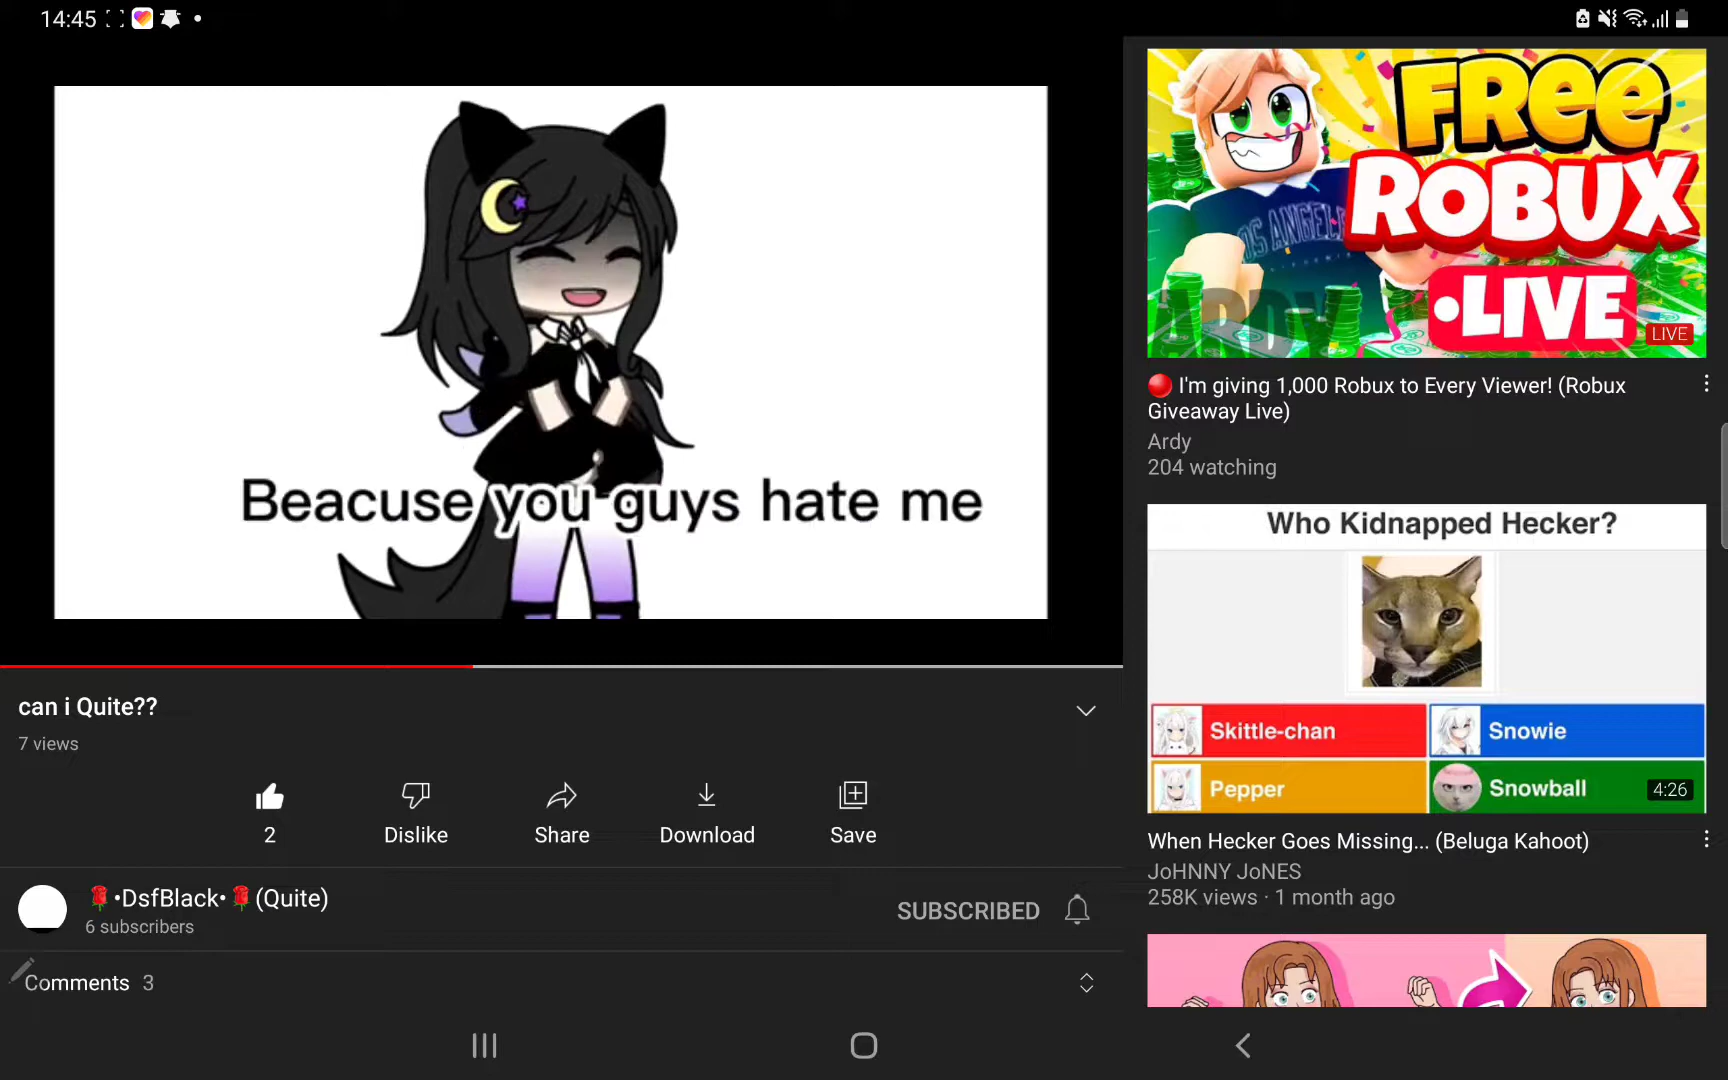 14:45
Beacuse you guys hate me
can i Quite??
7 views
2
Dislike
Share
Download
Save
•DsfBlack•(Quite)
6 subscribers
SUBSCRIBED
Comments 3
FREE
ROBUX
•LIVE
LOS ANGELES
ARDY
LIVE
I'm giving 1,000 Robux to Every Viewer! (Robux
Giveaway Live)
Ardy
204 watching
Who Kidnapped Hecker?
Skittle-chan
Snowie
Pepper
Snowball
4:26
When Hecker Goes Missing... (Beluga Kahoot)
JoHNNY JoNES
258K views · 1 month ago